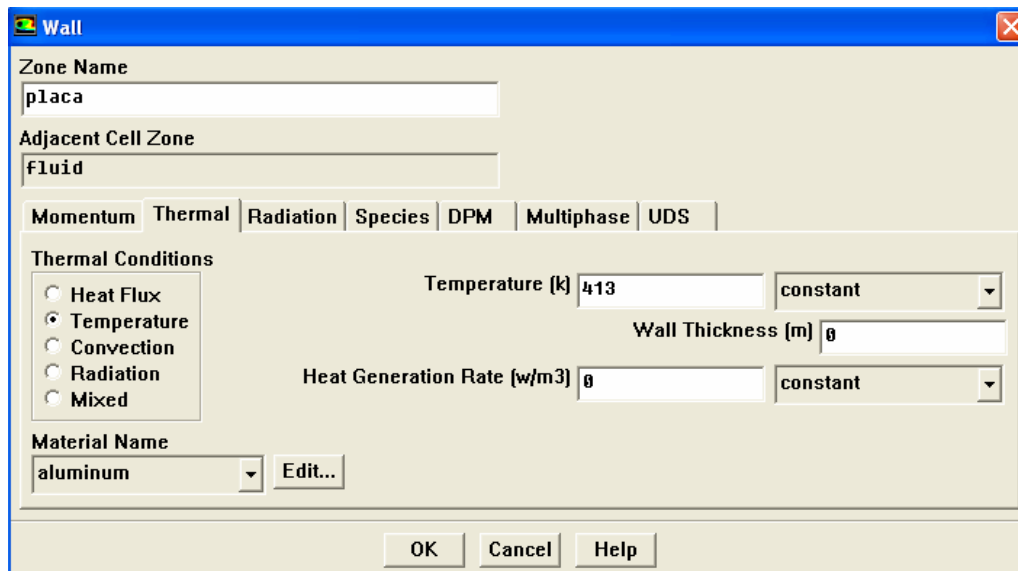 Wall
Zone Name
placa
Adjacent Cell Zone
fluid
Momentum Thermal Radiation Species DPM Multiphase UDS
Thermal Conditions
Heat Flux
Temperature
Convection
Radiation
Mixed
Temperature (k) 413 constant
Wall Thickness (m) 0
Heat Generation Rate (w/m3) 0 constant
Material Name
aluminum Edit...
OK Cancel Help